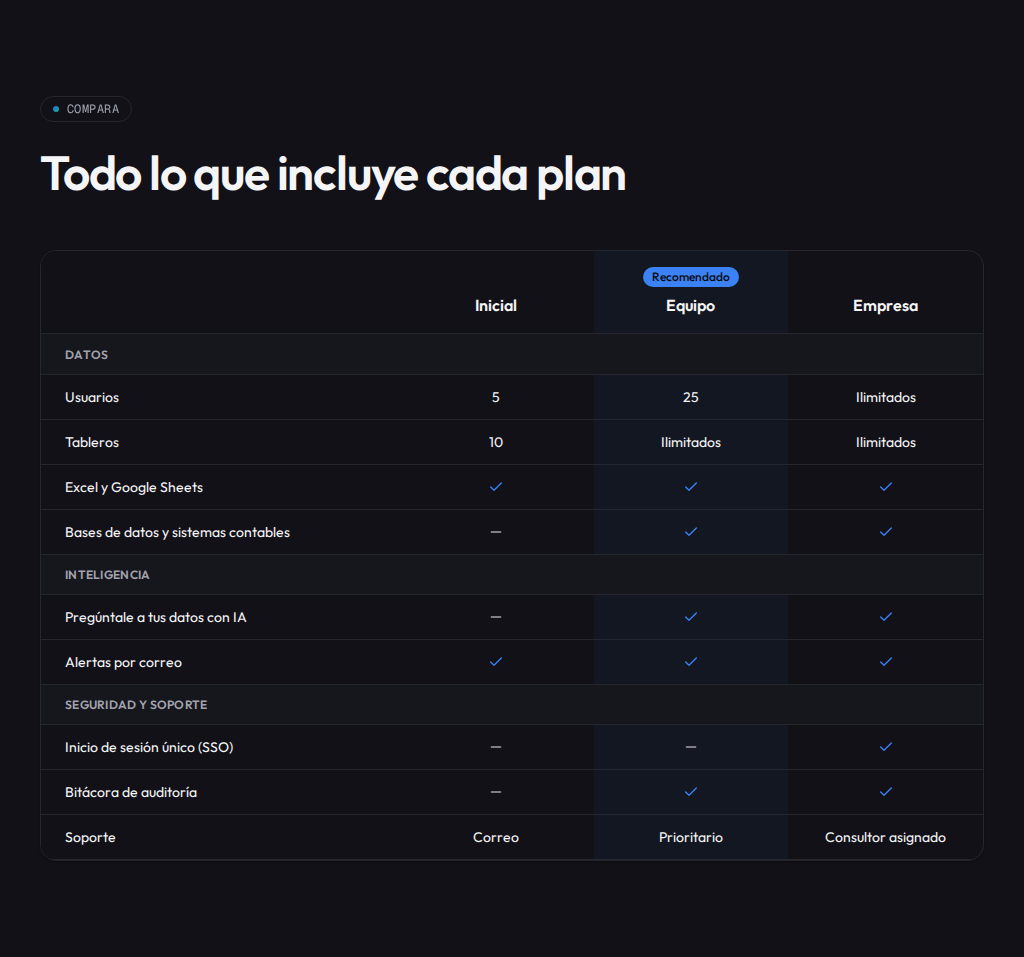 COMPARA
Todo lo que incluye cada plan
Recomendado
Inicial Equipo Empresa
DATOS
Usuarios 5 25 Ilimitados
Tableros 10 Ilimitados Ilimitados
Excel y Google Sheets ✓ ✓ ✓
Bases de datos y sistemas contables — ✓ ✓
INTELIGENCIA
Pregúntale a tus datos con IA — ✓ ✓
Alertas por correo ✓ ✓ ✓
SEGURIDAD Y SOPORTE
Inicio de sesión único (SSO) — — ✓
Bitácora de auditoría — ✓ ✓
Soporte Correo Prioritario Consultor asignado